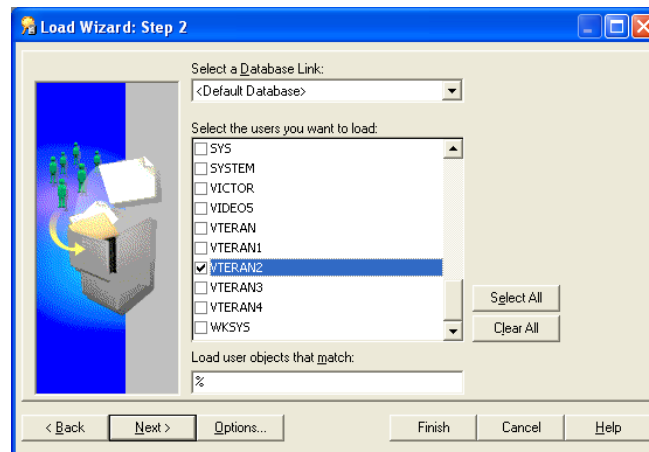 Load Wizard: Step 2
Select a Database Link:
<Default Database>
Select the users you want to load:
SYS
SYSTEM
VICTOR
VIDEO5
VTERAN
VTERAN1
VTERAN2
VTERAN3
VTERAN4
WKSYS
Select All
Clear All
Load user objects that match:
%
< Back Next > Options... Finish Cancel Help